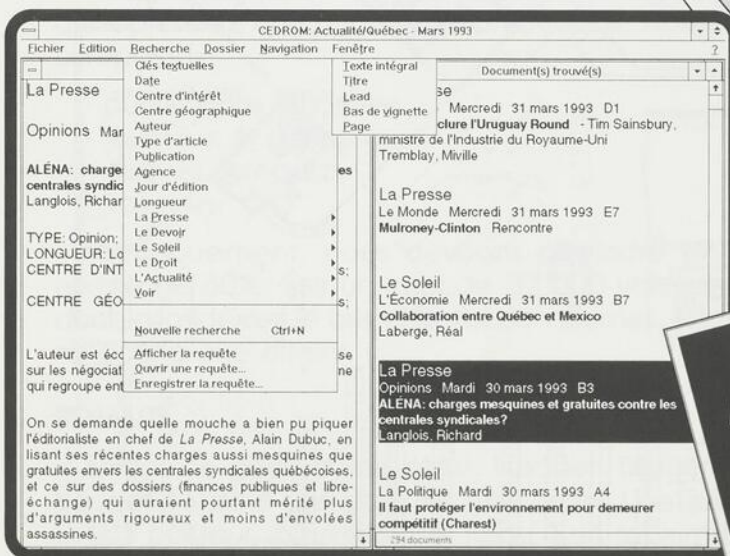 CEDROM: Actualité/Québec - Mars 1993
Fichier Edition Recherche Dossier Navigation Fenêtre ?
La Presse
Opinions Mar
ALÉNA: charge
es
centrales syndic
Langlois, Richar
TYPE: Opinion;
LONGUEUR: Lo
CENTRE D'INT
s;
CENTRE GÉO
s;
L'auteur est écc
se
sur les négociat
ne
qui regroupe ent
On se demande quelle mouche a bien pu piquer
l'éditorialiste en chef de La Presse, Alain Dubuc, en
lisant ses récentes charges aussi mesquines que
gratuites envers les centrales syndicales québécoises,
et ce sur des dossiers (finances publiques et libre-
échange) qui auraient pourtant mérité plus
d'arguments rigoureux et moins d'envolées
assassines.
Clés textuelles
Date
Centre d'intérêt
Centre géographique
Auteur
Type d'article
Publication
Agence
Jour d'édition
Longueur
La Presse
Le Devoir
Le Soleil
Le Droit
L'Actualité
Voir
Nouvelle recherche Ctrl+N
Afficher la requête
Ouvrir une requête...
Enregistrer la requête...
Texte intégral
Titre
Lead
Bas de vignette
Page
Document(s) trouvé(s)
se
Mercredi 31 mars 1993 D1
clure l'Uruguay Round - Tim Sainsbury,
ministre de l'Industrie du Royaume-Uni
Tremblay, Miville
La Presse
Le Monde Mercredi 31 mars 1993 E7
Mulroney-Clinton Rencontre
Le Soleil
L'Économie Mercredi 31 mars 1993 B7
Collaboration entre Québec et Mexico
Laberge, Réal
La Presse
Opinions Mardi 30 mars 1993 B3
ALÉNA: charges mesquines et gratuites contre les
centrales syndicales?
Langlois, Richard
Le Soleil
La Politique Mardi 30 mars 1993 A4
Il faut protéger l'environnement pour demeurer
compétitif (Charest)
294 documents